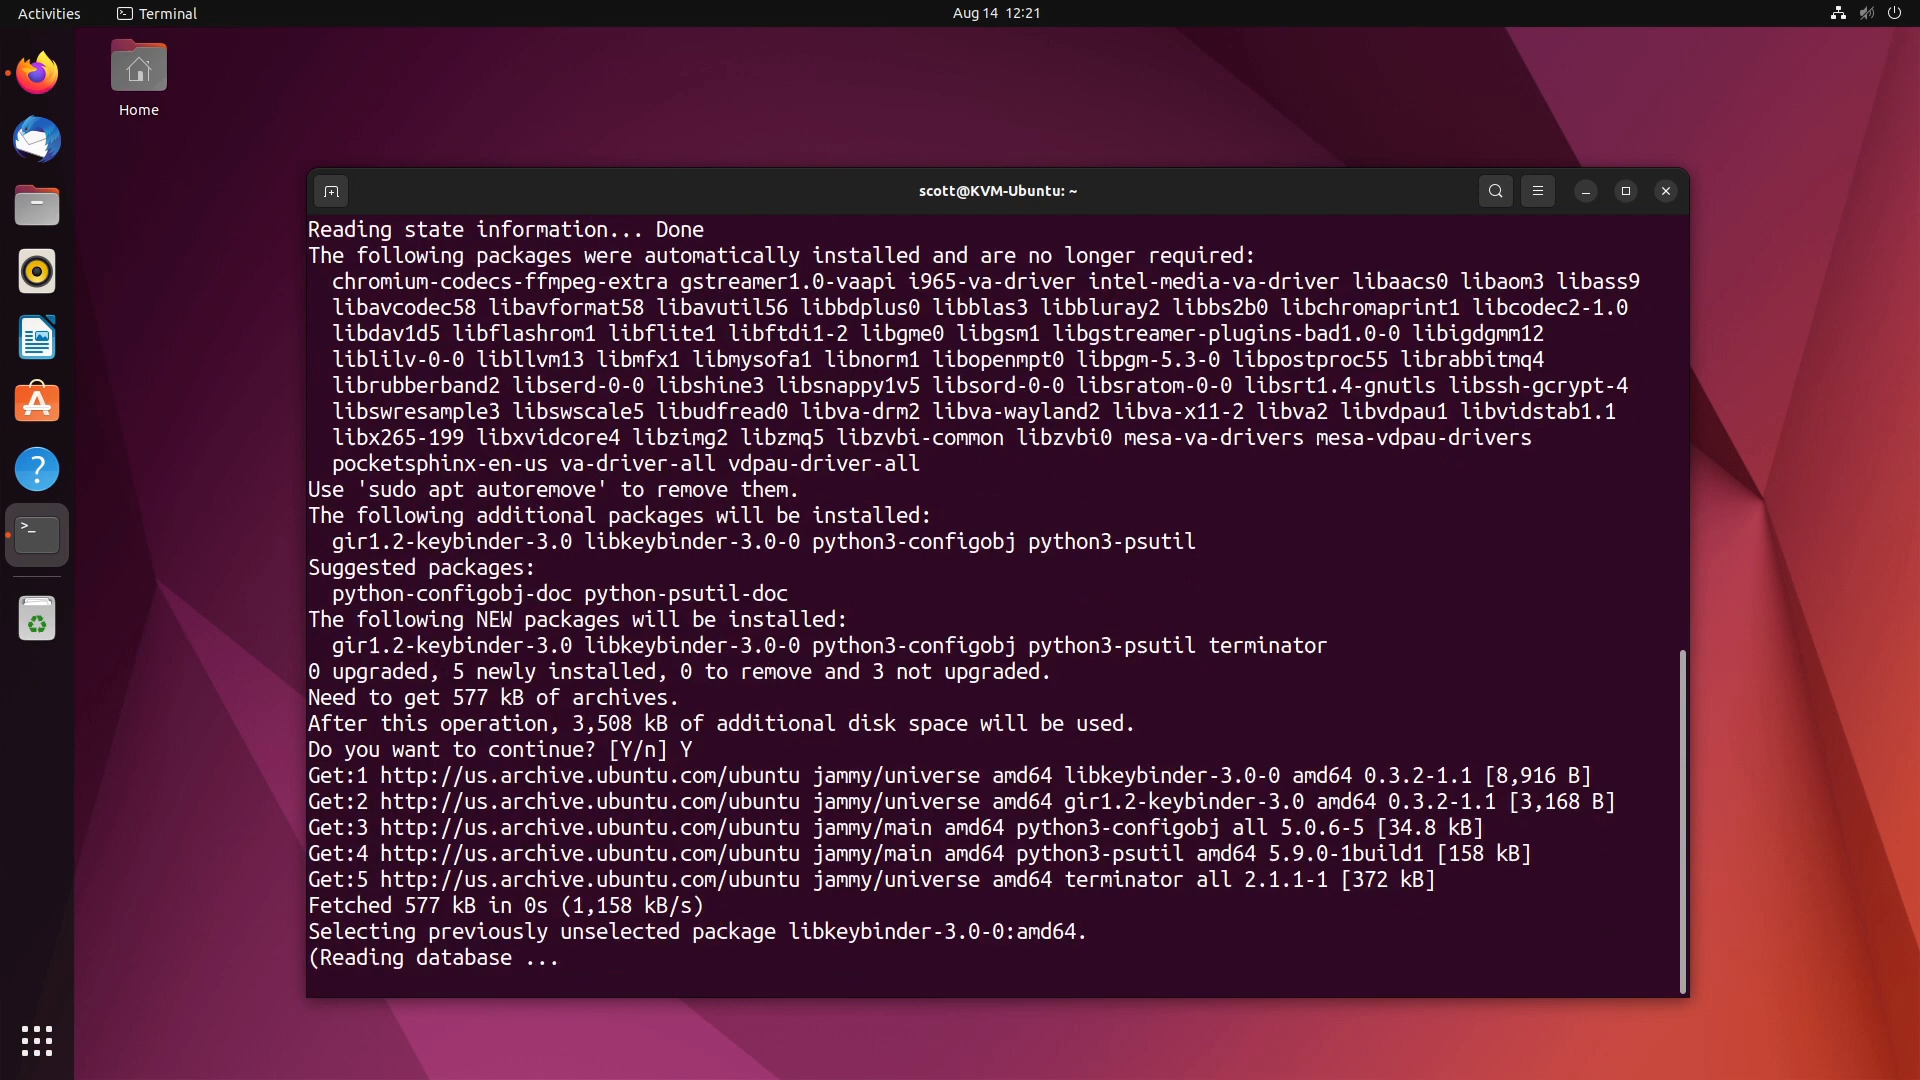 Activities
Terminal
Aug 14 12:21
Home
scott@KVM-Ubuntu: ~
Reading state information... Done
The following packages were automatically installed and are no longer required:
chromium-codecs-ffmpeg-extra gstreamer1.0-vaapi i965-va-driver intel-media-va-driver libaacs0 libaom3 libass9
libavcodec58 libavformat58 libavutil56 libbdplus0 libblas3 libbluray2 libbs2b0 libchromaprint1 libcodec2-1.0
libdav1d5 libflashrom1 libflite1 libftdi1-2 libgme0 libgsm1 libgstreamer-plugins-bad1.0-0 libigdgmm12
liblilv-0-0 libllvm13 libmfx1 libmysofa1 libnorm1 libopenmpt0 libpgm-5.3-0 libpostproc55 librabbitmq4
librubberband2 libserd-0-0 libshine3 libsnappy1v5 libsord-0-0 libsratom-0-0 libsrt1.4-gnutls libssh-gcrypt-4
libswresample3 libswscale5 libudfread0 libva-drm2 libva-wayland2 libva-x11-2 libva2 libvdpau1 libvidstab1.1
libx265-199 libxvidcore4 libzimg2 libzmq5 libzvbi-common libzvbi0 mesa-va-drivers mesa-vdpau-drivers
pocketsphinx-en-us va-driver-all vdpau-driver-all
Use 'sudo apt autoremove' to remove them.
The following additional packages will be installed:
gir1.2-keybinder-3.0 libkeybinder-3.0-0 python3-configobj python3-psutil
Suggested packages:
python-configobj-doc python-psutil-doc
The following NEW packages will be installed:
gir1.2-keybinder-3.0 libkeybinder-3.0-0 python3-configobj python3-psutil terminator
0 upgraded, 5 newly installed, 0 to remove and 3 not upgraded.
Need to get 577 kB of archives.
After this operation, 3,508 kB of additional disk space will be used.
Do you want to continue? [Y/n] Y
Get:1 http://us.archive.ubuntu.com/ubuntu jammy/universe amd64 libkeybinder-3.0-0 amd64 0.3.2-1.1 [8,916 B]
Get:2 http://us.archive.ubuntu.com/ubuntu jammy/universe amd64 gir1.2-keybinder-3.0 amd64 0.3.2-1.1 [3,168 B]
Get:3 http://us.archive.ubuntu.com/ubuntu jammy/main amd64 python3-configobj all 5.0.6-5 [34.8 kB]
Get:4 http://us.archive.ubuntu.com/ubuntu jammy/main amd64 python3-psutil amd64 5.9.0-1build1 [158 kB]
Get:5 http://us.archive.ubuntu.com/ubuntu jammy/universe amd64 terminator all 2.1.1-1 [372 kB]
Fetched 577 kB in 0s (1,158 kB/s)
Selecting previously unselected package libkeybinder-3.0-0:amd64.
(Reading database ...